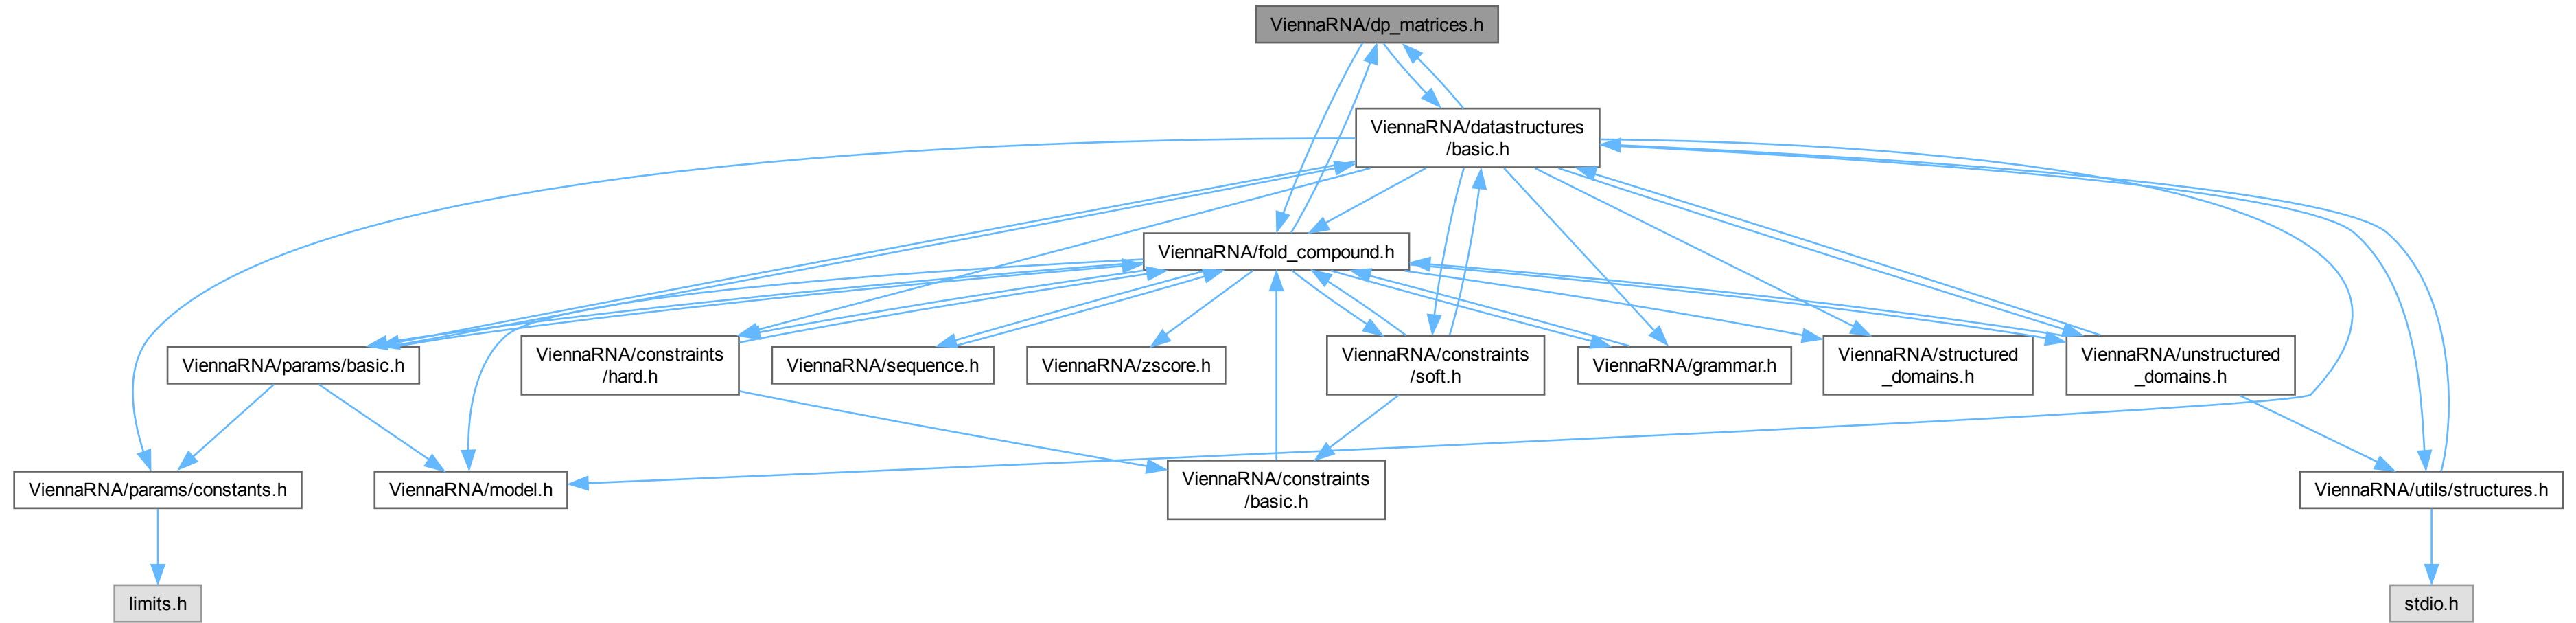 ViennaRNA/dp_matrices.h
ViennaRNA/datastructures
/basic.h
ViennaRNA/fold_compound.h
ViennaRNA/params/basic.h
ViennaRNA/constraints
/hard.h
ViennaRNA/sequence.h
ViennaRNA/zscore.h
ViennaRNA/constraints
/soft.h
ViennaRNA/grammar.h
ViennaRNA/structured
_domains.h
ViennaRNA/unstructured
_domains.h
ViennaRNA/params/constants.h
ViennaRNA/model.h
ViennaRNA/constraints
/basic.h
ViennaRNA/utils/structures.h
limits.h
stdio.h